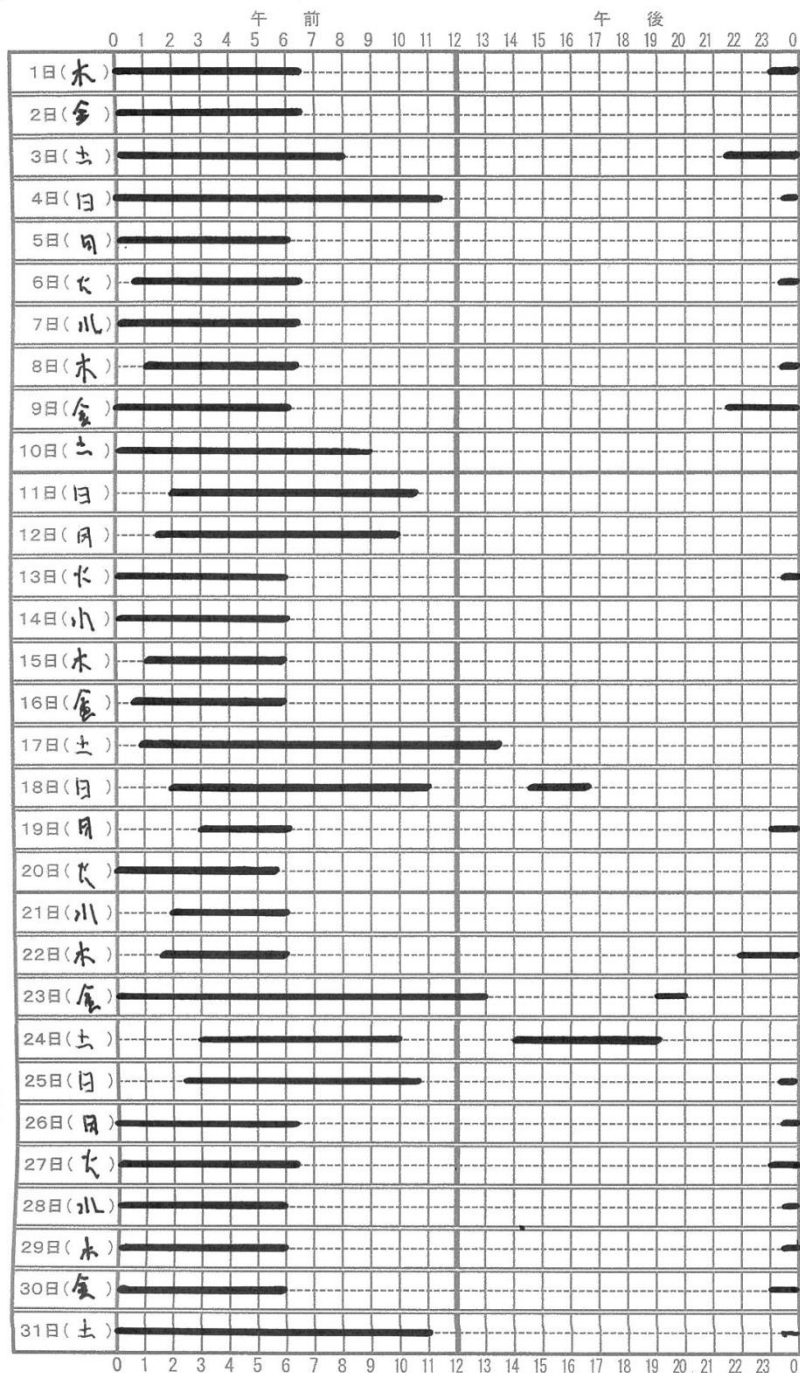 午 前 午 後
0 1 2 3 4 5 6 7 8 9 10 11 12 13 14 15 16 17 18 19 20 21 22 23 0
1日(木)
2日(金)
3日(土)
4日(日)
5日(月)
6日(火)
7日(水)
8日(木)
9日(金)
10日(土)
11日(日)
12日(月)
13日(火)
14日(水)
15日(木)
16日(金)
17日(土)
18日(日)
19日(月)
20日(火)
21日(水)
22日(木)
23日(金)
24日(土)
25日(日)
26日(月)
27日(火)
28日(水)
29日(木)
30日(金)
31日(土)
0 1 2 3 4 5 6 7 8 9 10 11 12 13 14 15 16 17 18 19 20 21 22 23 0